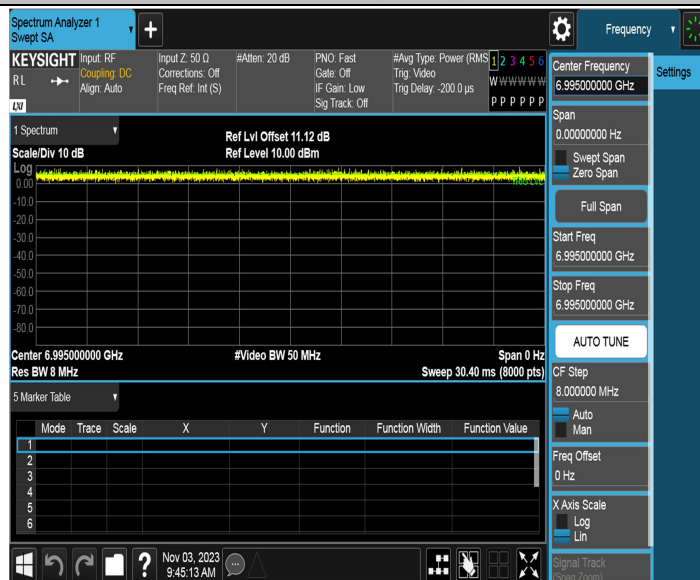 Spectrum Analyzer 1
Swept SA
Frequency
KEYSIGHT
R L
LXI
Input: RF
Coupling: DC
Align: Auto
Input Z: 50 Ω
Corrections: Off
Freq Ref: Int (S)
#Atten: 20 dB
PNO: Fast
Gate: Off
IF Gain: Low
Sig Track: Off
#Avg Type: Power (RMS
Trig: Video
Trig Delay: -200.0 µs
1 2 3 4 5 6
W W W W W W
P P P P P P
1 Spectrum
Scale/Div 10 dB
Ref Lvl Offset 11.12 dB
Ref Level 10.00 dBm
Log
0.00
-10.0
-20.0
-30.0
-40.0
-50.0
-60.0
-70.0
-80.0
Center 6.995000000 GHz
Res BW 8 MHz
#Video BW 50 MHz
Span 0 Hz
Sweep 30.40 ms (8000 pts)
5 Marker Table
Mode Trace Scale X Y Function Function Width Function Value
1
2
3
4
5
6
Nov 03, 2023
9:45:13 AM
Center Frequency
6.995000000 GHz
Settings
Span
0.00000000 Hz
Swept Span
Zero Span
Full Span
Start Freq
6.995000000 GHz
Stop Freq
6.995000000 GHz
AUTO TUNE
CF Step
8.000000 MHz
Auto
Man
Freq Offset
0 Hz
X Axis Scale
Log
Lin
Signal Track
(Span Zoom)